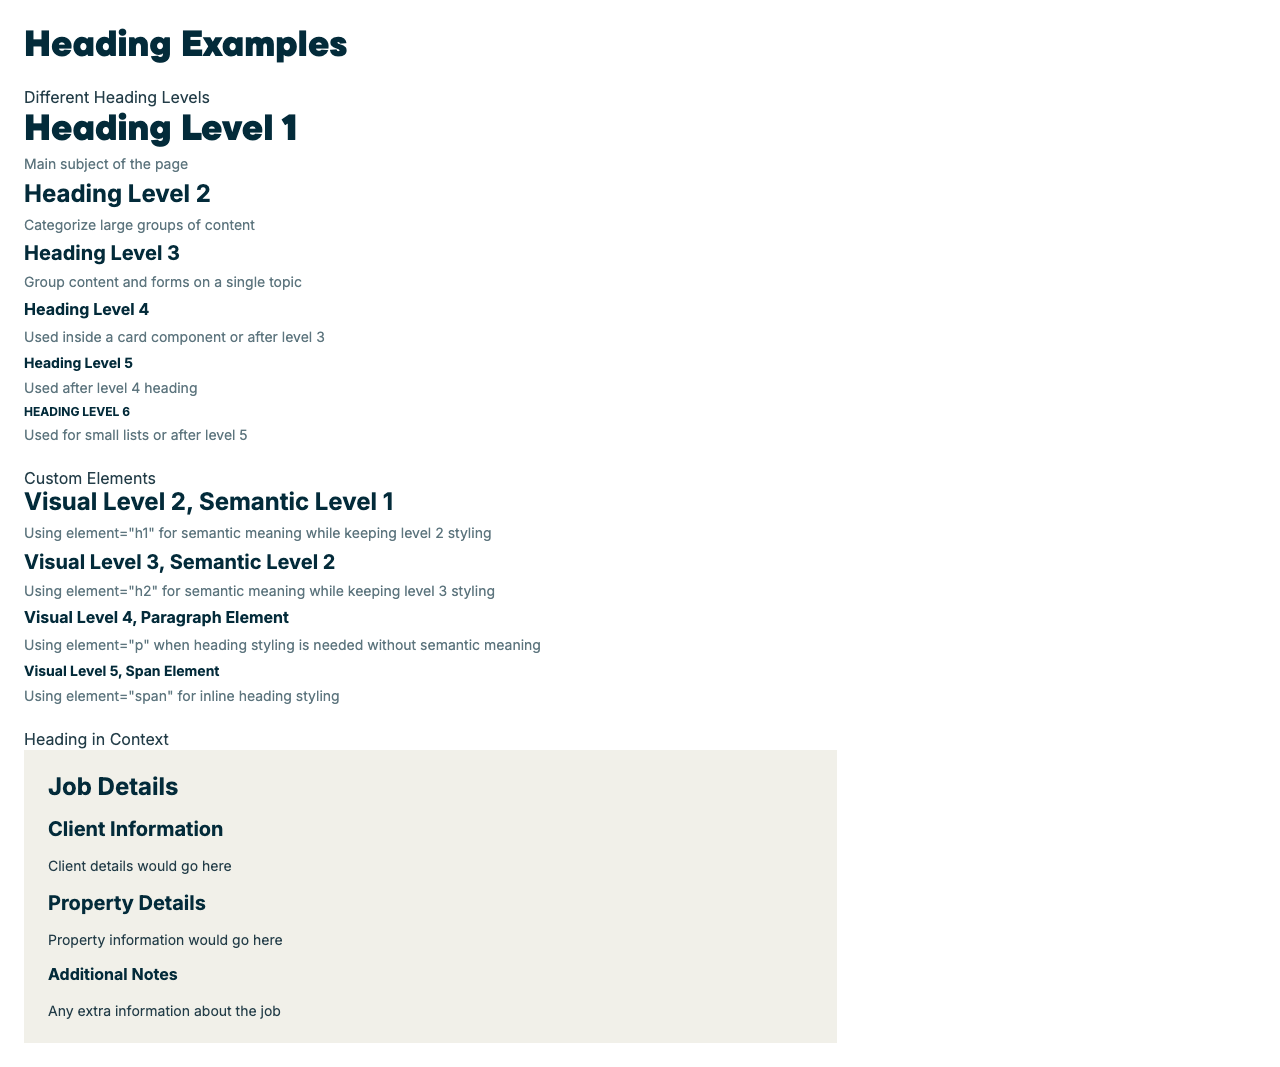 Heading Examples
Different Heading Levels
Heading Level 1
Main subject of the page
Heading Level 2
Categorize large groups of content
Heading Level 3
Group content and forms on a single topic
Heading Level 4
Used inside a card component or after level 3
Heading Level 5
Used after level 4 heading
HEADING LEVEL 6
Used for small lists or after level 5
Custom Elements
Visual Level 2, Semantic Level 1
Using element="h1" for semantic meaning while keeping level 2 styling
Visual Level 3, Semantic Level 2
Using element="h2" for semantic meaning while keeping level 3 styling
Visual Level 4, Paragraph Element
Using element="p" when heading styling is needed without semantic meaning
Visual Level 5, Span Element
Using element="span" for inline heading styling
Heading in Context
Job Details
Client Information
Client details would go here
Property Details
Property information would go here
Additional Notes
Any extra information about the job